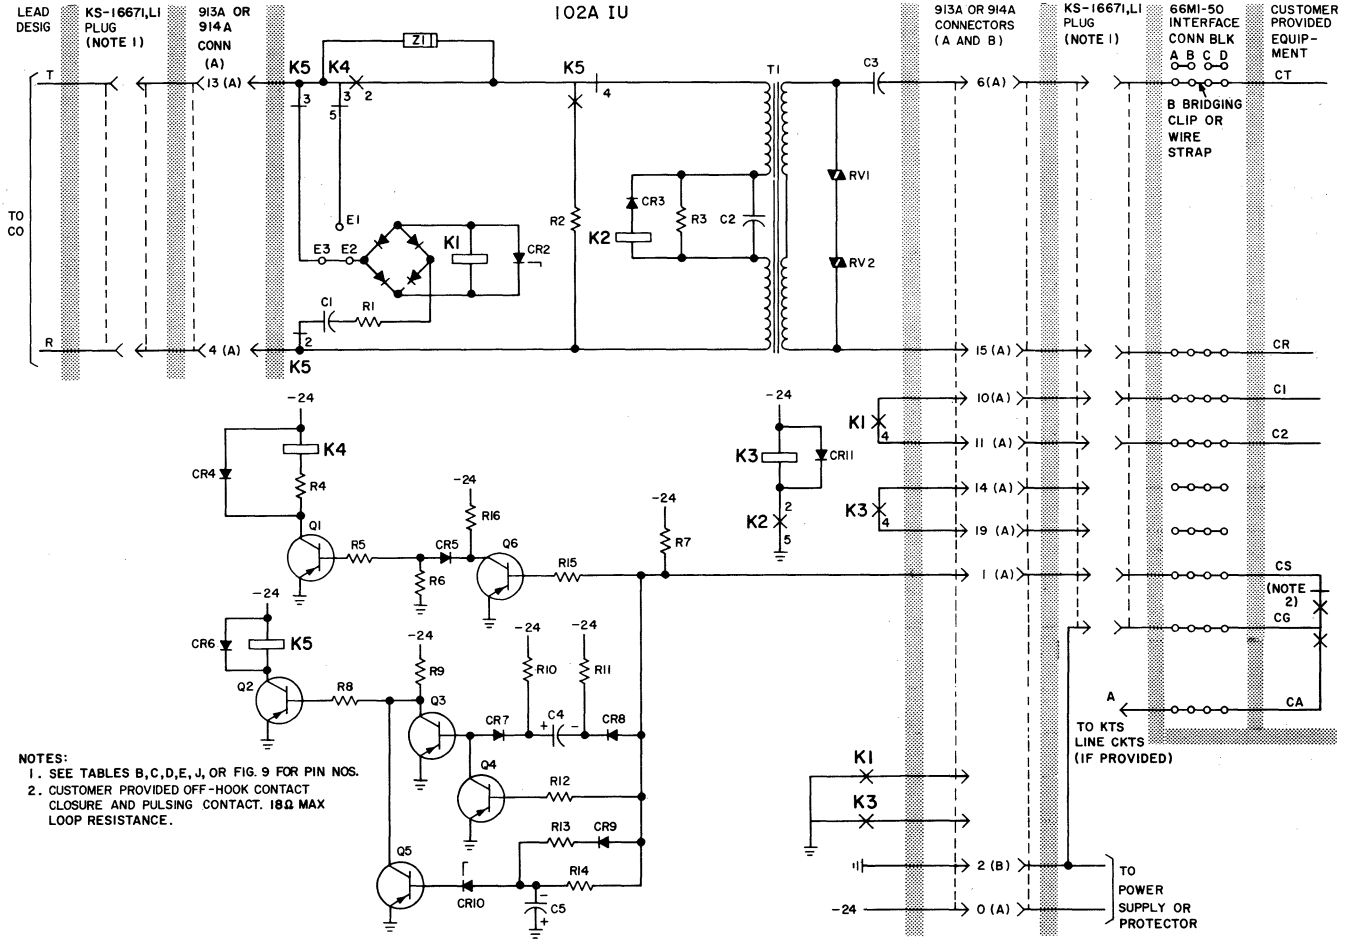 102A IU
LEAD
DESIG
KS-16671,L1
PLUG
(NOTE 1)
913A OR
914A
CONN
(A)
913A OR 914A
CONNECTORS
(A AND B)
KS-16671,L1
PLUG
(NOTE 1)
66M1-50
INTERFACE
CONN BLK
A B C D
CUSTOMER
PROVIDED
EQUIP-
MENT
T
13 (A)
K5
K4
Z1
3
3
5
2
K5
4
T1
C3
6(A)
CT
B BRIDGING
CLIP OR
WIRE
STRAP
TO
CO
E1
E3 E2
K1
CR2
R2
CR3
K2
R3
C2
RV1
RV2
C1
R1
2
R
4 (A)
K5
15 (A)
CR
-24
K4
CR4
R4
Q1
R5
CR5
R6
-24
R16
Q6
R15
-24
R7
-24
K3
CR11
K2
2
5
K1
4
10(A)
C1
11 (A)
C2
K3
4
14 (A)
19 (A)
1 (A)
CS
(NOTE
2)
CG
-24
CR6
K5
Q2
R8
-24
R9
Q3
-24
R10
-24
R11
CR7
+
C4
-
CR8
Q4
R12
R13
CR9
Q5
CR10
R14
-
C5
+
A
CA
TO KTS
LINE CKTS
(IF PROVIDED)
K1
K3
2 (B)
-24
0 (A)
TO
POWER
SUPPLY OR
PROTECTOR
NOTES:
1. SEE TABLES B,C,D,E, J, OR FIG. 9 FOR PIN NOS.
2. CUSTOMER PROVIDED OFF-HOOK CONTACT
CLOSURE AND PULSING CONTACT. 18Ω MAX
LOOP RESISTANCE.